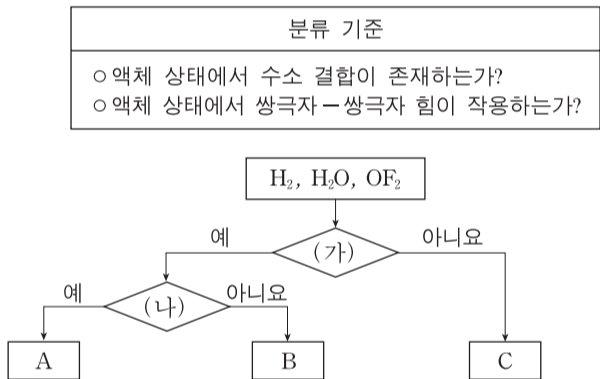 분류 기준
○ 액체 상태에서 수소 결합이 존재하는가?
○ 액체 상태에서 쌍극자－쌍극자 힘이 작용하는가?
H₂, H₂O, OF₂
예 (가) 아니요
예 (나) 아니요
A B C